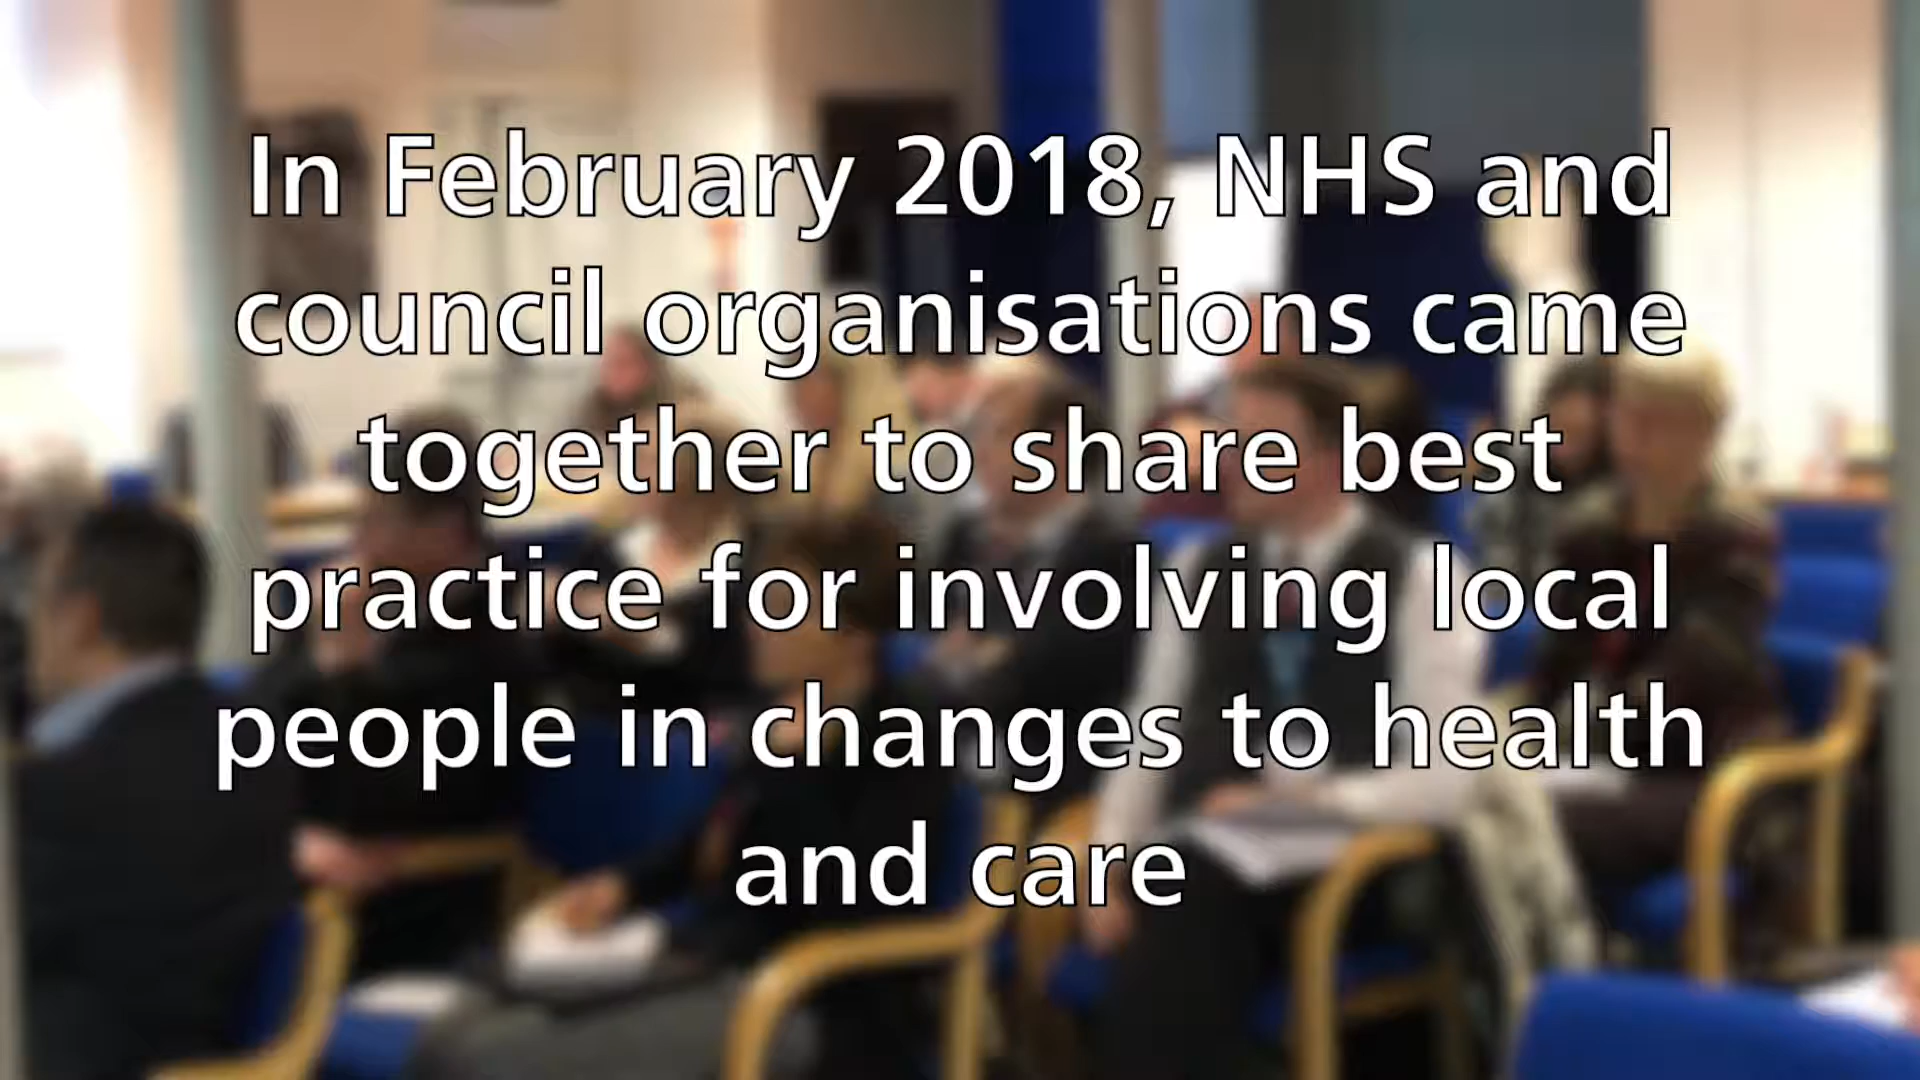 In February 2018, NHS and
council organisations came
together to share best
practice for involving local
people in changes to health
and care